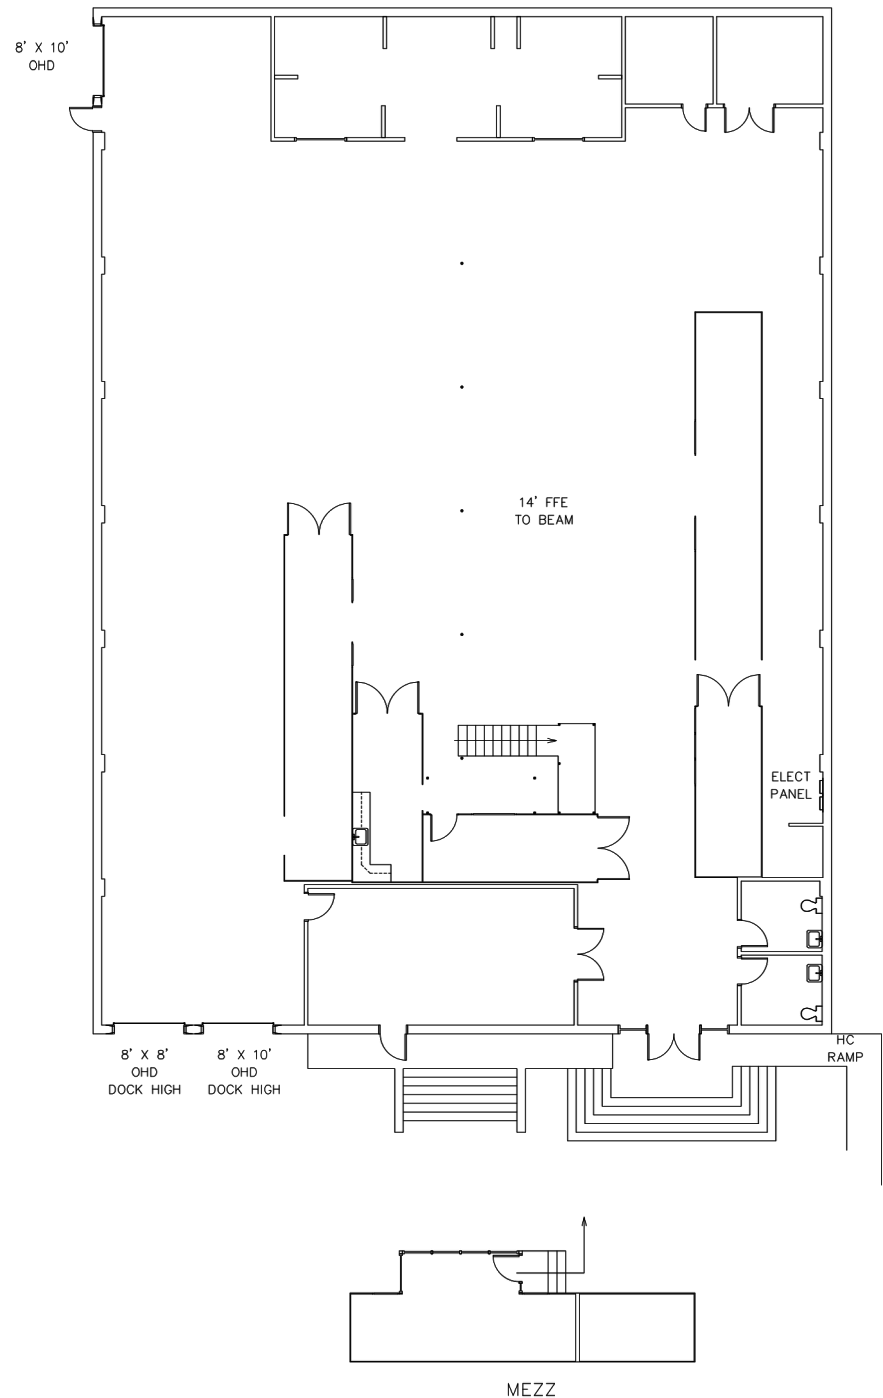 8' X 10'
OHD
14' FFE
TO BEAM
ELECT
PANEL
8' X 8'
OHD
DOCK HIGH
8' X 10'
OHD
DOCK HIGH
HC
RAMP
MEZZ